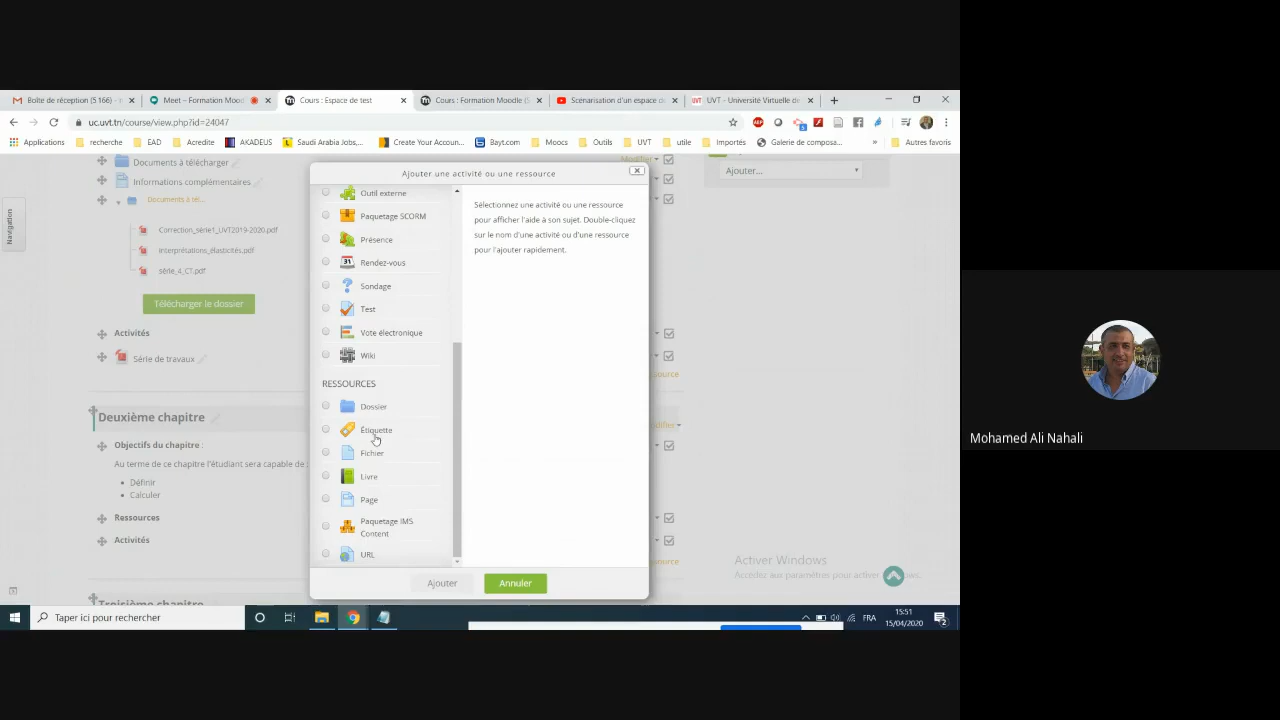 Boîte de réception (5 166) -
Meet – Formation Mood
Cours : Espace de test
Cours : Formation Moodle (S
Scénarisation d'un espace d
UVT - Université Virtuelle de
uc.uvt.tn/course/view.php?id=24047
Applications
recherche
EAD
Acredite
AKADEUS
Saudi Arabia Jobs,...
Create Your Accoun...
Bayt.com
Moocs
Outils
UVT
utile
Importés
Galerie de composa...
»
Autres favoris
Documents à télécharger
Modifier
Informations complémentaires
Documents à tél...
Correction_série1_UVT2019-2020.pdf
Interprétations_élasticités.pdf
série_4_CT.pdf
Télécharger le dossier
Activités
Série de travaux
Navigation
Ajouter...
Deuxième chapitre
Objectifs du chapitre :
Au terme de ce chapitre l'étudiant sera capable de :
Définir
Calculer
Ressources
Activités
Troisième chapitre
Ajouter une activité ou une ressource
Outil externe
Paquetage SCORM
Présence
31
Rendez-vous
Sondage
Test
Vote électronique
Wiki
RESSOURCES
Dossier
Étiquette
Fichier
Livre
Page
Paquetage IMS
Content
URL
Sélectionnez une activité ou une ressource
pour afficher l'aide à son sujet. Double-cliquez
sur le nom d'une activité ou d'une ressource
pour l'ajouter rapidement.
Ajouter
Annuler
Activer Windows
Accédez aux paramètres pour activer
Taper ici pour rechercher
FRA
15:51
15/04/2020
2
Mohamed Ali Nahali